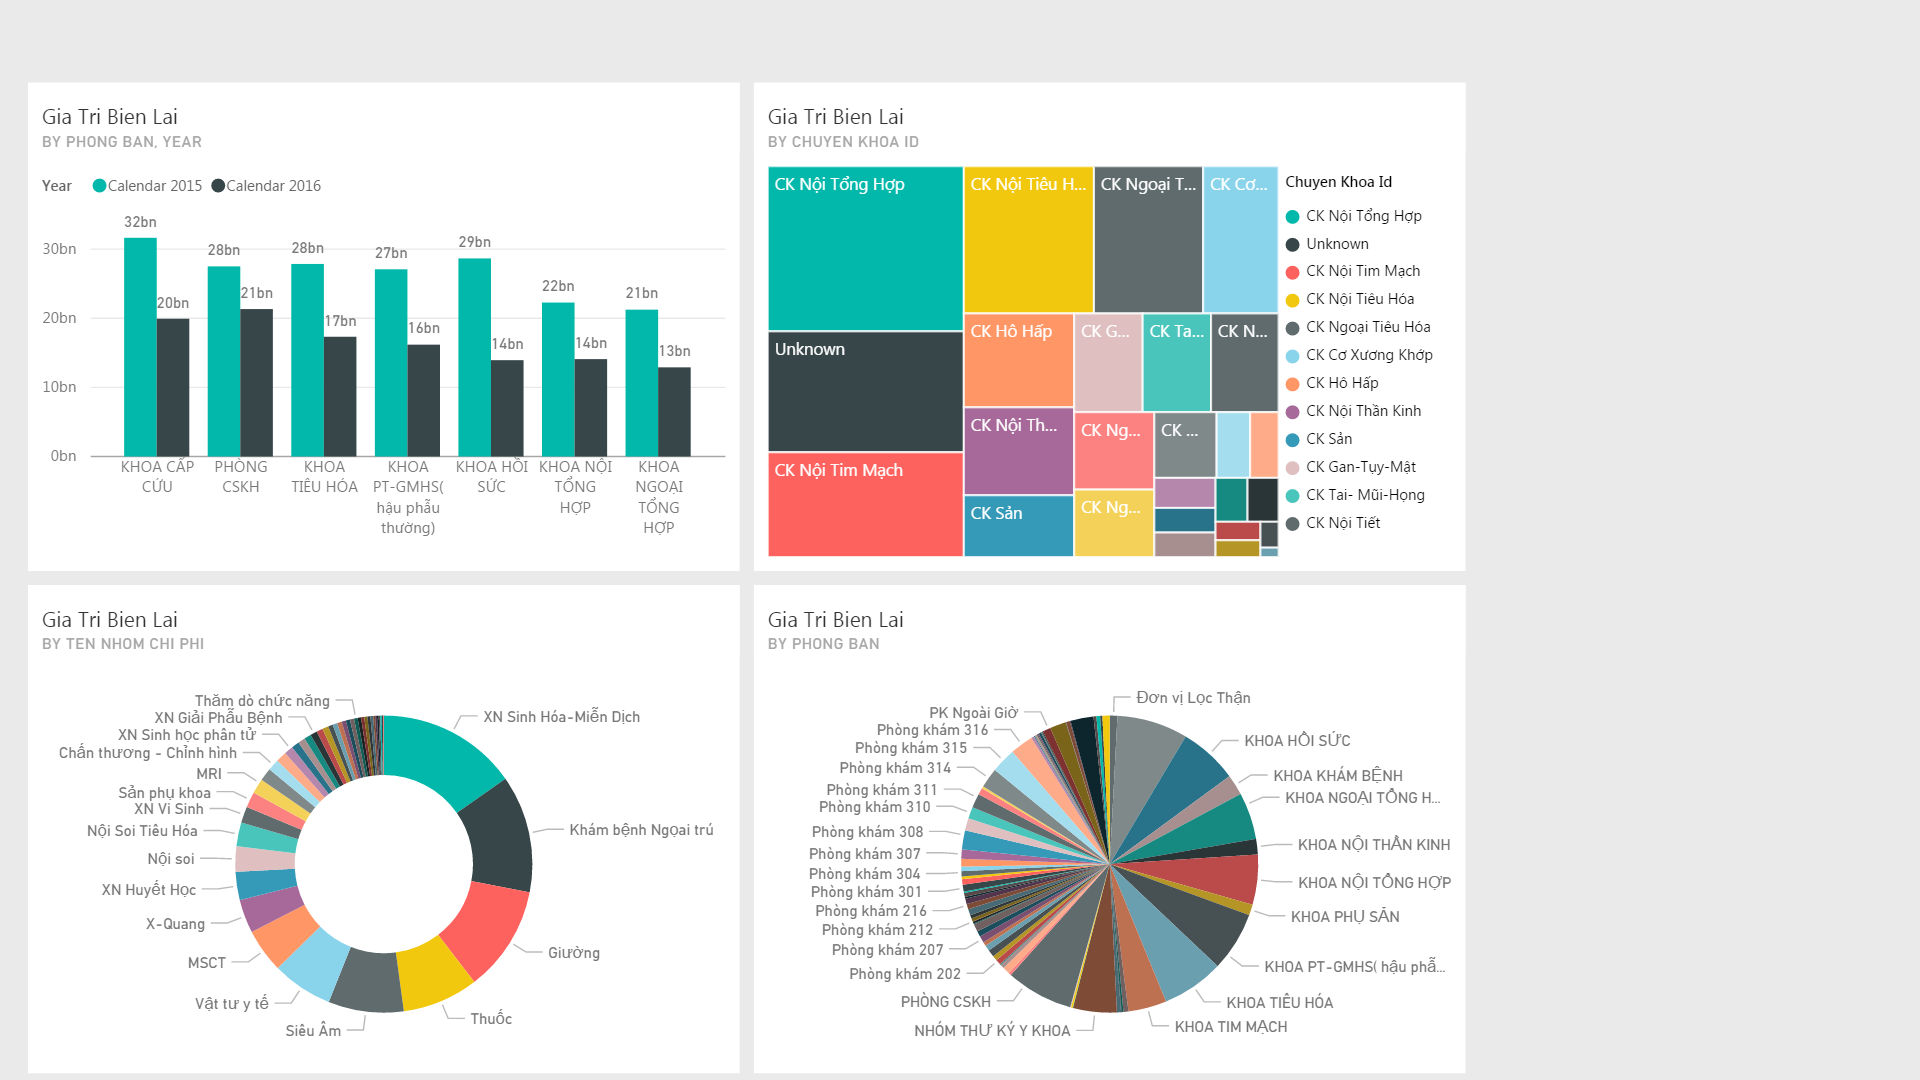 Gia Tri Bien Lai
BY PHONG BAN, YEAR
Year Calendar 2015 Calendar 2016
30bn
20bn
10bn
0bn
32bn
20bn
28bn
21bn
28bn
17bn
27bn
16bn
29bn
14bn
22bn
14bn
21bn
13bn
KHOA CẤP
CỨU
PHÒNG
CSKH
KHOA
TIÊU HÓA
KHOA
PT-GMHS(
hậu phẫu
thường)
KHOA HỒI
SỨC
KHOA NỘI
TỔNG
HỢP
KHOA
NGOẠI
TỔNG
HỢP
Gia Tri Bien Lai
BY CHUYEN KHOA ID
CK Nội Tổng Hợp
Unknown
CK Nội Tim Mạch
CK Nội Tiêu H...
CK Ngoại T...
CK Cơ...
CK Hô Hấp
CK Nội Th...
CK Sản
CK G...
CK Ta...
CK N...
CK Ng...
CK ...
CK Ng...
Chuyen Khoa Id
CK Nội Tổng Hợp
Unknown
CK Nội Tim Mạch
CK Nội Tiêu Hóa
CK Ngoại Tiêu Hóa
CK Cơ Xương Khớp
CK Hô Hấp
CK Nội Thần Kinh
CK Sản
CK Gan-Tụy-Mật
CK Tai- Mũi-Họng
CK Nội Tiết
Gia Tri Bien Lai
BY TEN NHOM CHI PHI
Thăm dò chức năng
XN Giải Phẫu Bệnh
XN Sinh học phân tử
Chấn thương - Chỉnh hình
MRI
Sản phụ khoa
XN Vi Sinh
Nội Soi Tiêu Hóa
Nội soi
XN Huyết Học
X-Quang
MSCT
Vật tư y tế
Siêu Âm
XN Sinh Hóa-Miễn Dịch
Khám bệnh Ngọai trú
Giường
Thuốc
Gia Tri Bien Lai
BY PHONG BAN
PK Ngoài Giờ
Phòng khám 316
Phòng khám 315
Phòng khám 314
Phòng khám 311
Phòng khám 310
Phòng khám 308
Phòng khám 307
Phòng khám 304
Phòng khám 301
Phòng khám 216
Phòng khám 212
Phòng khám 207
Phòng khám 202
PHÒNG CSKH
NHÓM THƯ KÝ Y KHOA
Đơn vị Lọc Thận
KHOA HỒI SỨC
KHOA KHÁM BỆNH
KHOA NGOẠI TỔNG H...
KHOA NỘI THẦN KINH
KHOA NỘI TỔNG HỢP
KHOA PHỤ SẢN
KHOA PT-GMHS( hậu phẫ...
KHOA TIÊU HÓA
KHOA TIM MẠCH